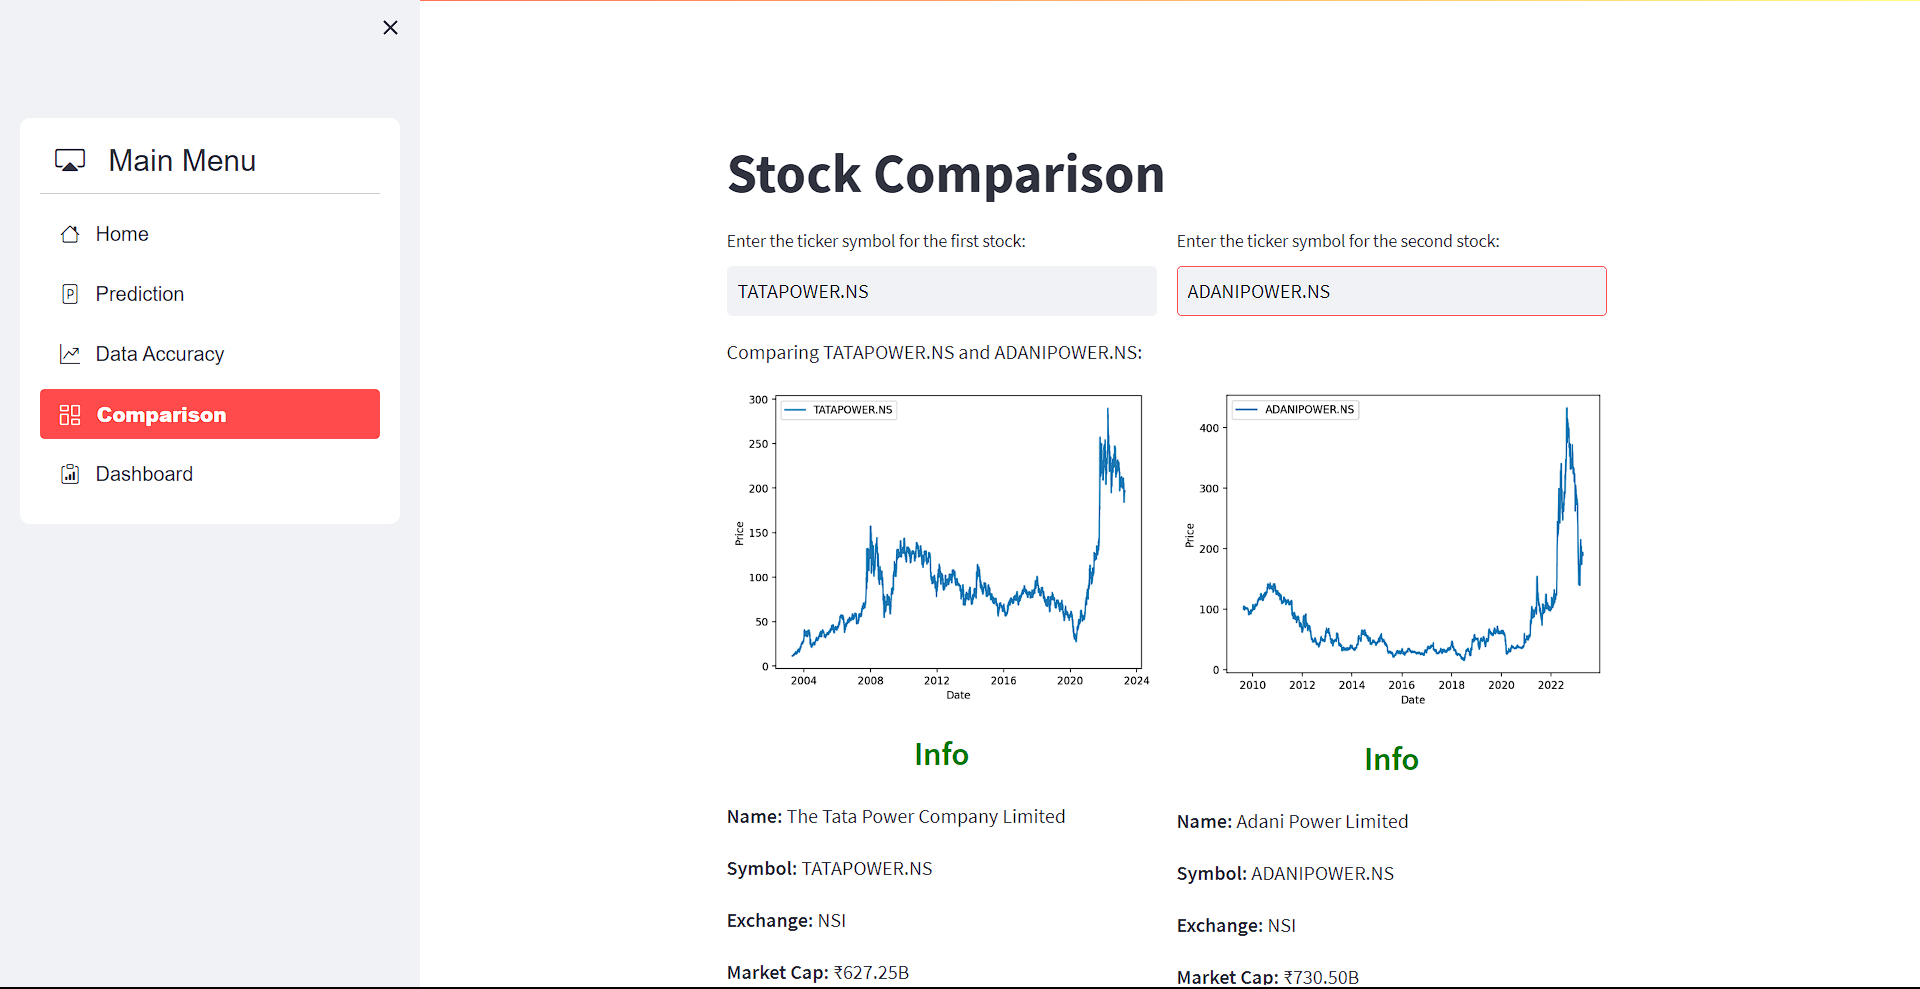 Main Menu
Home
Prediction
Data Accuracy
Comparison
Dashboard
Stock Comparison
Enter the ticker symbol for the first stock:
TATAPOWER.NS
Enter the ticker symbol for the second stock:
ADANIPOWER.NS
Comparing TATAPOWER.NS and ADANIPOWER.NS:
TATAPOWER.NS
300
250
200
150
100
50
0
Price
2004 2008 2012 2016 2020 2024
Date
ADANIPOWER.NS
400
300
200
100
0
Price
2010 2012 2014 2016 2018 2020 2022
Date
Info
Name: The Tata Power Company Limited
Symbol: TATAPOWER.NS
Exchange: NSI
Market Cap: ₹627.25B
Info
Name: Adani Power Limited
Symbol: ADANIPOWER.NS
Exchange: NSI
Market Cap: ₹730.50B